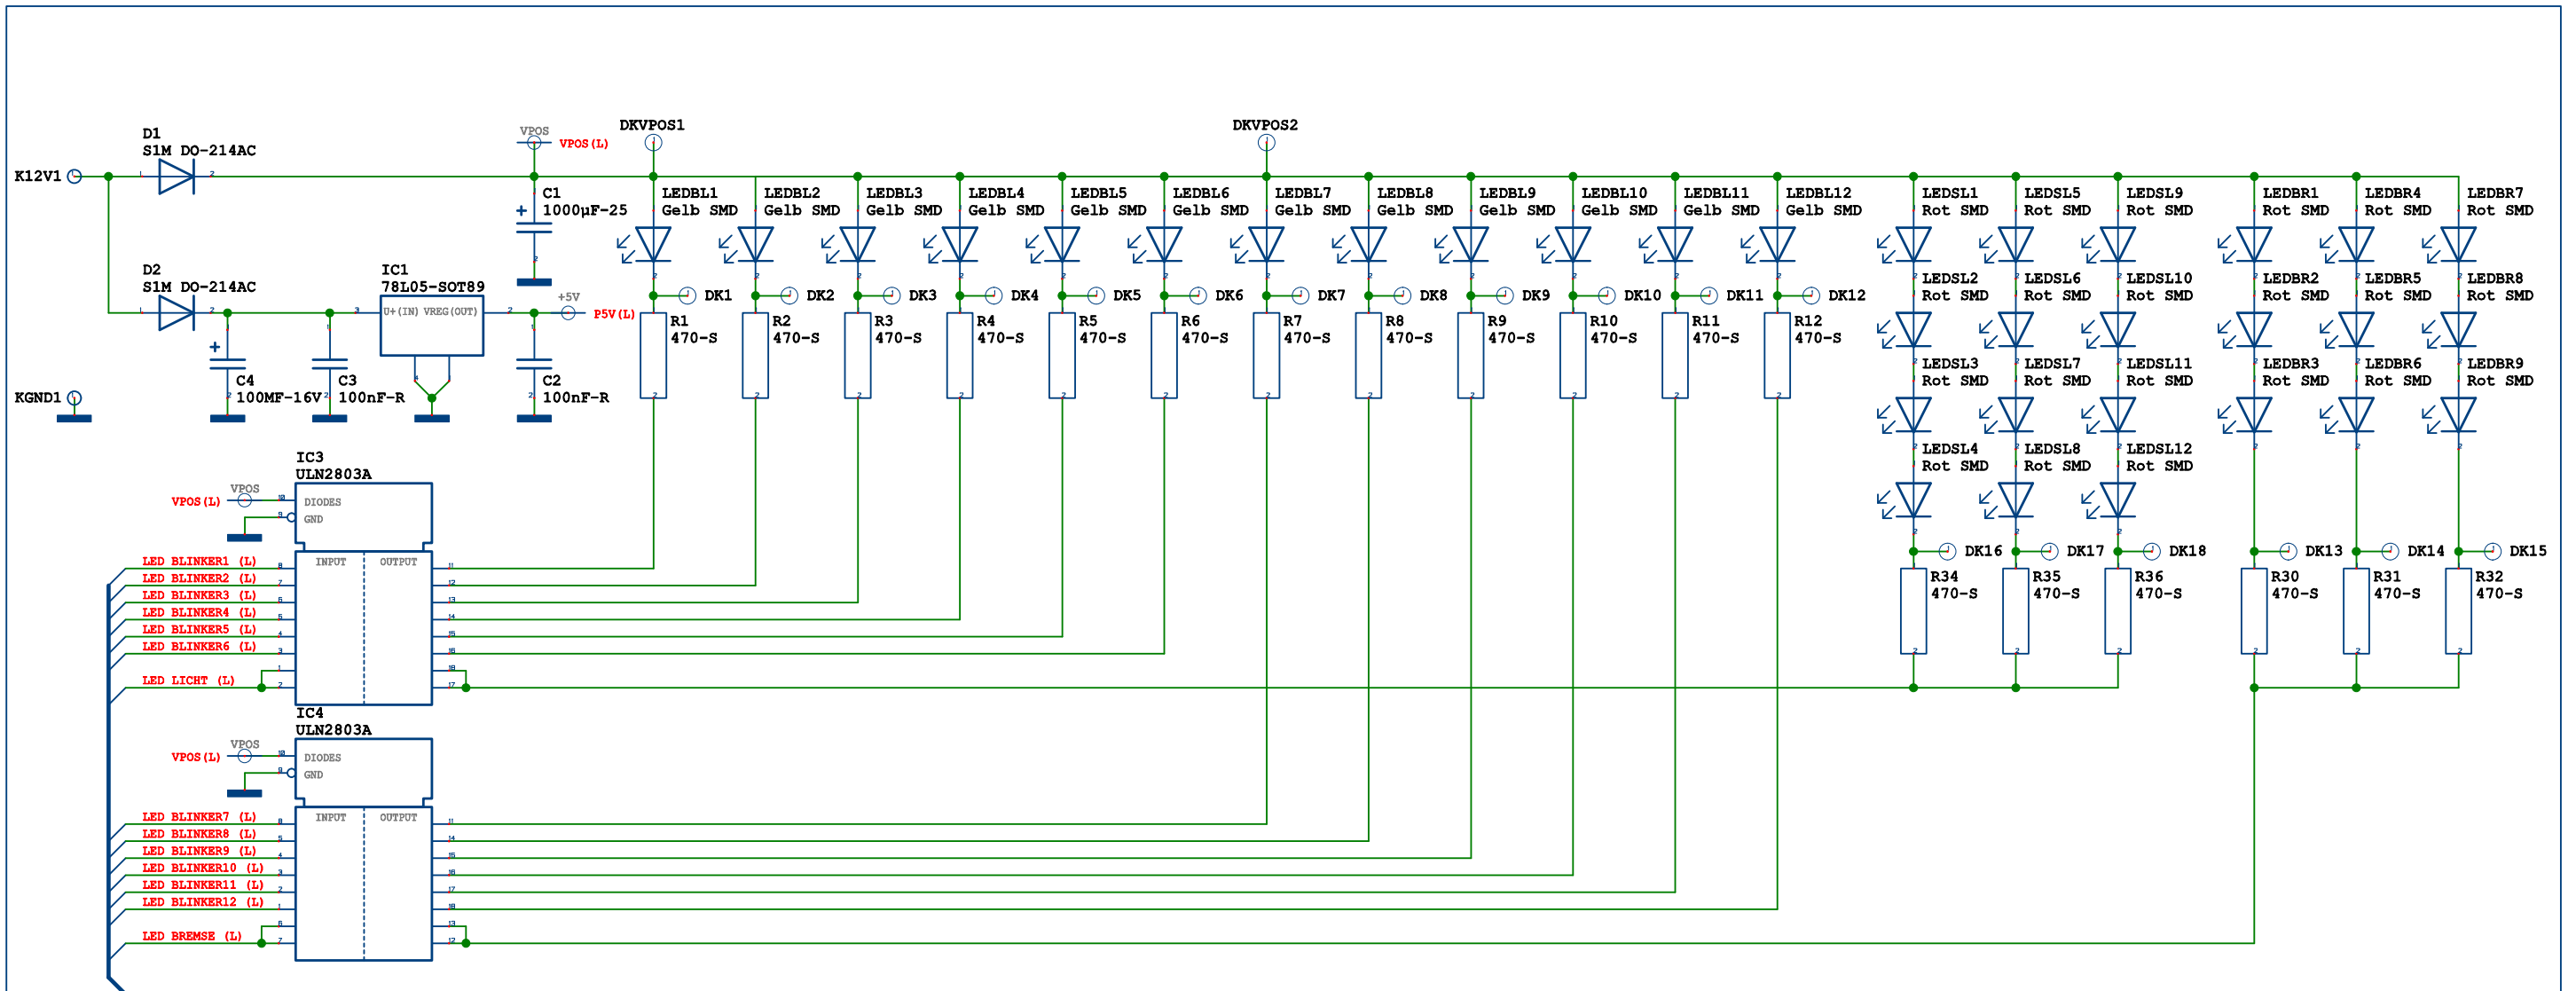 DKVPOS1
DKVPOS2
D1
S1M DO-214AC
VPOS
VPOS(L)
K12V1
C1
1000µF-25
LEDBL1
Gelb SMD
LEDBL2
Gelb SMD
LEDBL3
Gelb SMD
LEDBL4
Gelb SMD
LEDBL5
Gelb SMD
LEDBL6
Gelb SMD
LEDBL7
Gelb SMD
LEDBL8
Gelb SMD
LEDBL9
Gelb SMD
LEDBL10
Gelb SMD
LEDBL11
Gelb SMD
LEDBL12
Gelb SMD
LEDSL1
Rot SMD
LEDSL5
Rot SMD
LEDSL9
Rot SMD
LEDBR1
Rot SMD
LEDBR4
Rot SMD
LEDBR7
Rot SMD
D2
S1M DO-214AC
IC1
78L05-SOT89
U+(IN) VREG(OUT)
+5V
P5V(L)
DK1
DK2
DK3
DK4
DK5
DK6
DK7
DK8
DK9
DK10
DK11
DK12
LEDSL2
Rot SMD
LEDSL6
Rot SMD
LEDSL10
Rot SMD
LEDBR2
Rot SMD
LEDBR5
Rot SMD
LEDBR8
Rot SMD
R1
470-S
R2
470-S
R3
470-S
R4
470-S
R5
470-S
R6
470-S
R7
470-S
R8
470-S
R9
470-S
R10
470-S
R11
470-S
R12
470-S
LEDSL3
Rot SMD
LEDSL7
Rot SMD
LEDSL11
Rot SMD
LEDBR3
Rot SMD
LEDBR6
Rot SMD
LEDBR9
Rot SMD
KGND1
C4
100MF-16V
C3
100nF-R
C2
100nF-R
LEDSL4
Rot SMD
LEDSL8
Rot SMD
LEDSL12
Rot SMD
IC3
ULN2803A
VPOS
VPOS(L)
DIODES
GND
INPUT
OUTPUT
LED BLINKER1 (L)
LED BLINKER2 (L)
LED BLINKER3 (L)
LED BLINKER4 (L)
LED BLINKER5 (L)
LED BLINKER6 (L)
LED LICHT (L)
DK16
DK17
DK18
DK13
DK14
DK15
R34
470-S
R35
470-S
R36
470-S
R30
470-S
R31
470-S
R32
470-S
IC4
ULN2803A
VPOS
VPOS(L)
DIODES
GND
INPUT
OUTPUT
LED BLINKER7 (L)
LED BLINKER8 (L)
LED BLINKER9 (L)
LED BLINKER10 (L)
LED BLINKER11 (L)
LED BLINKER12 (L)
LED BREMSE (L)